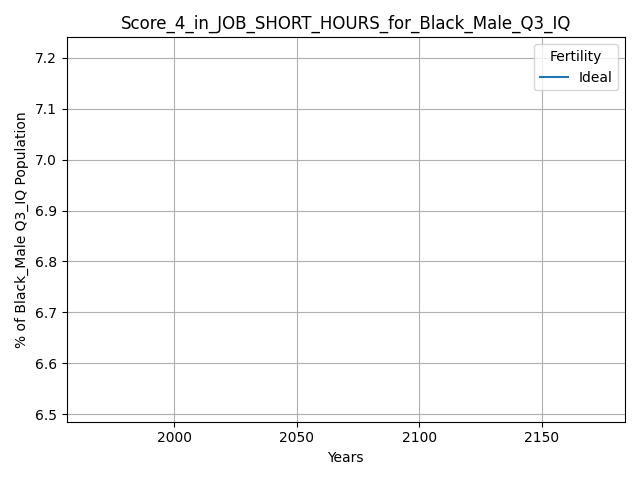 Score_4_in_JOB_SHORT_HOURS_for_Black_Male_Q3_IQ
Fertility
Ideal
% of Black_Male Q3_IQ Population
7.2
7.1
7.0
6.9
6.8
6.7
6.6
6.5
2000 2050 2100 2150
Years